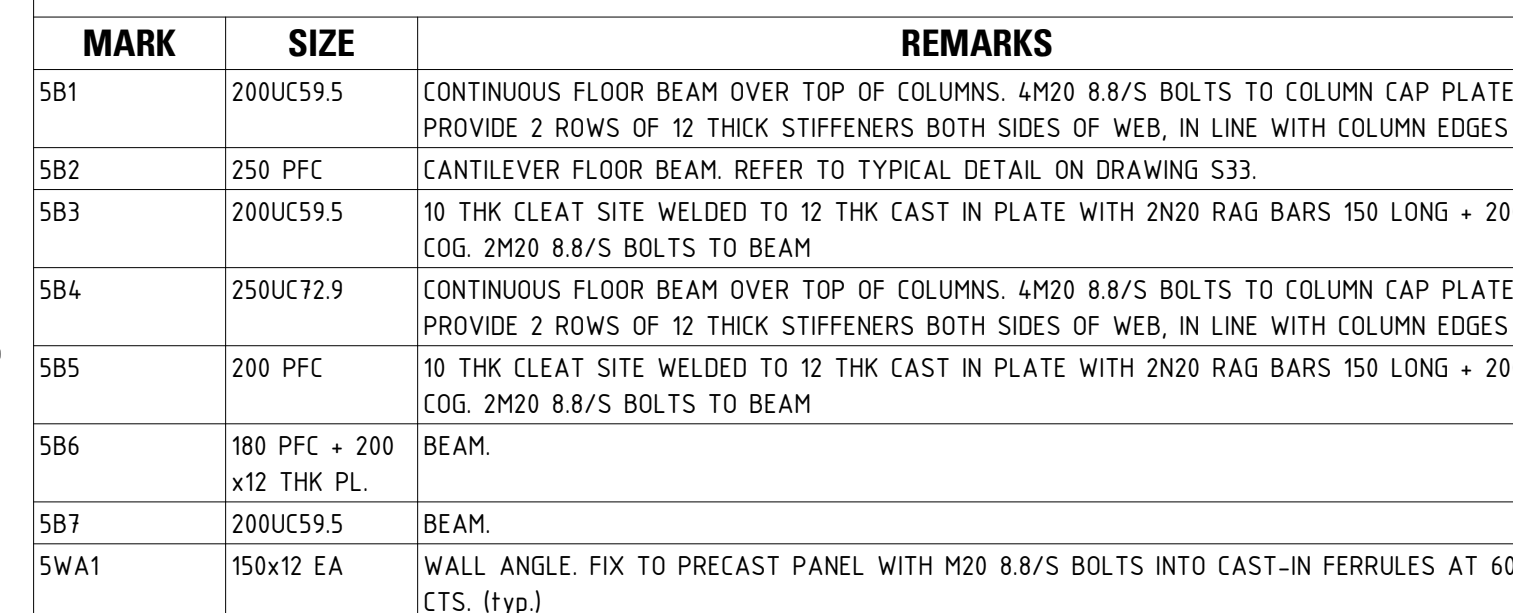 MARK SIZE REMARKS
5B1 200UC59.5 CONTINUOUS FLOOR BEAM OVER TOP OF COLUMNS. 4M20 8.8/S BOLTS TO COLUMN CAP PLATE
PROVIDE 2 ROWS OF 12 THICK STIFFENERS BOTH SIDES OF WEB, IN LINE WITH COLUMN EDGES
5B2 250 PFC CANTILEVER FLOOR BEAM. REFER TO TYPICAL DETAIL ON DRAWING S33.
5B3 200UC59.5 10 THK CLEAT SITE WELDED TO 12 THK CAST IN PLATE WITH 2N20 RAG BARS 150 LONG +
COG. 2M20 8.8/S BOLTS TO BEAM
5B4 250UC72.9 CONTINUOUS FLOOR BEAM OVER TOP OF COLUMNS. 4M20 8.8/S BOLTS TO COLUMN CAP PLATE
PROVIDE 2 ROWS OF 12 THICK STIFFENERS BOTH SIDES OF WEB, IN LINE WITH COLUMN EDGES
5B5 200 PFC 10 THK CLEAT SITE WELDED TO 12 THK CAST IN PLATE WITH 2N20 RAG BARS 150 LONG +
COG. 2M20 8.8/S BOLTS TO BEAM
5B6 180 PFC + 200 BEAM.
x12 THK PL.
5B7 200UC59.5 BEAM.
5WA1 150x12 EA WALL ANGLE. FIX TO PRECAST PANEL WITH M20 8.8/S BOLTS INTO CAST-IN FERRULES AT
CTS. (typ.)